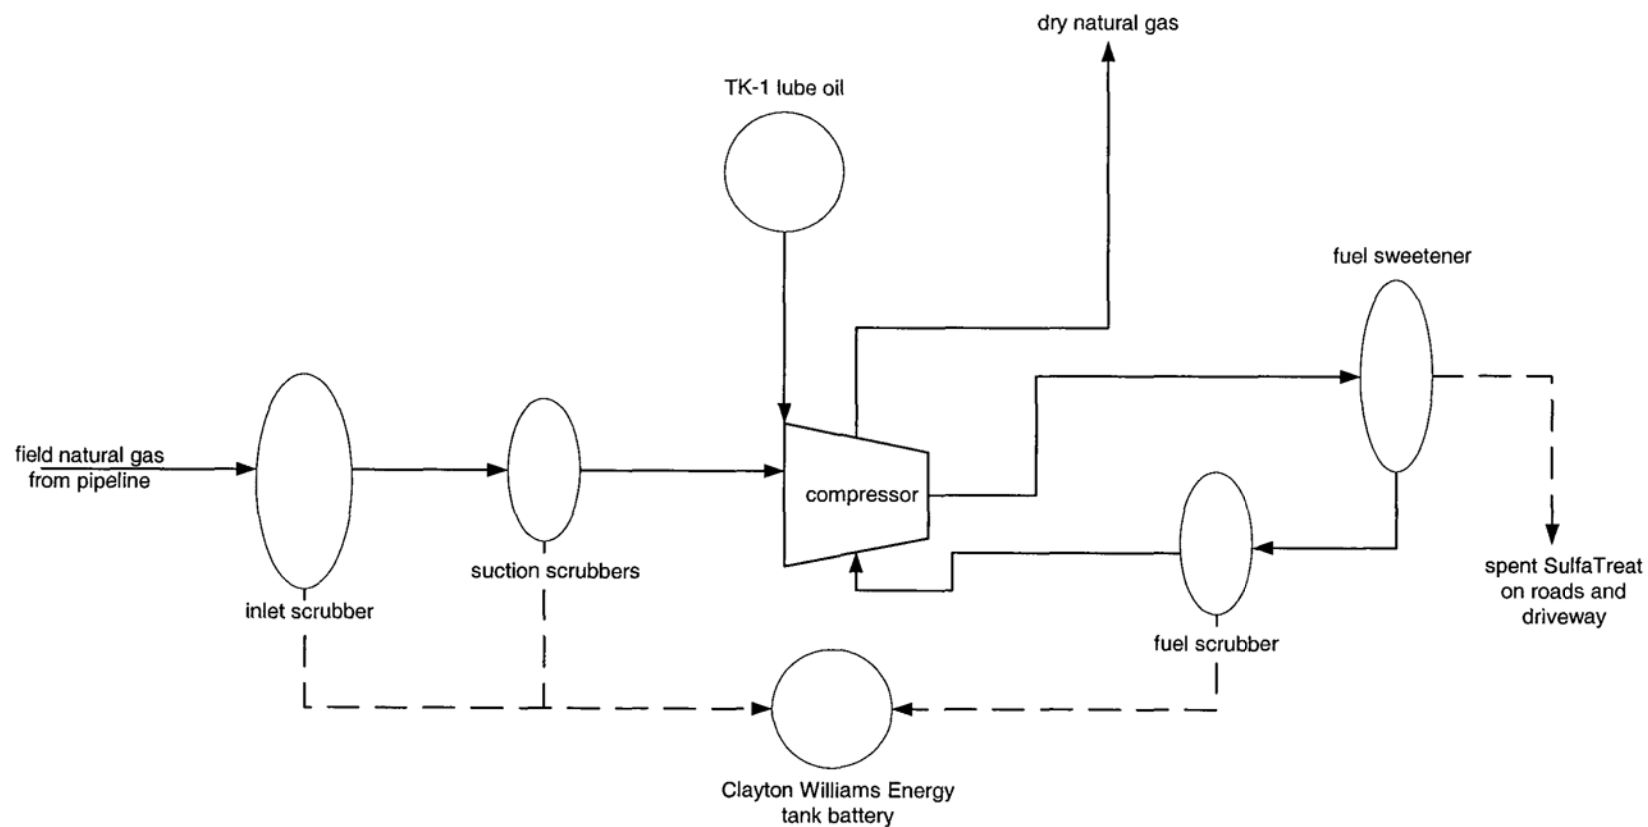 dry natural gas
TK-1 lube oil
fuel sweetener
field natural gas
from pipeline
compressor
suction scrubbers
inlet scrubber
spent SulfaTreat
on roads and
driveway
fuel scrubber
Clayton Williams Energy
tank battery